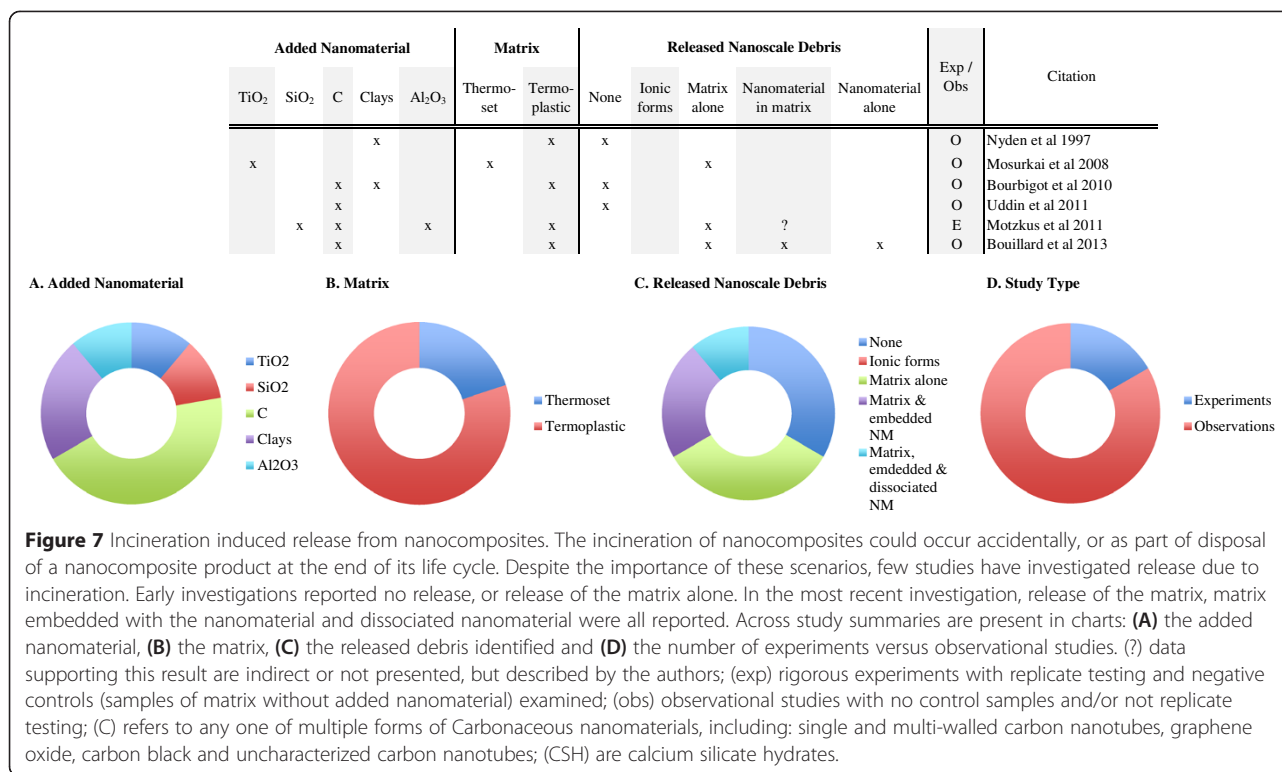 Added Nanomaterial Matrix Released Nanoscale Debris Exp / Obs Citation
TiO2 SiO2 C Clays Al2O3 Thermo-set Termo-plastic None Ionic forms Matrix alone Nanomaterial in matrix Nanomaterial alone
x x x O Nyden et al 1997
x x x O Mosurkai et al 2008
x x x x O Bourbigot et al 2010
x x O Uddin et al 2011
x x x x x ? E Motzkus et al 2011
x x x x x O Bouillard et al 2013
A. Added Nanomaterial
TiO2
SiO2
C
Clays
Al2O3
B. Matrix
Thermoset
Termoplastic
C. Released Nanoscale Debris
None
Ionic forms
Matrix alone
Matrix &
embedded
NM
Matrix,
emdedded &
dissociated
NM
D. Study Type
Experiments
Observations
Figure 7 Incineration induced release from nanocomposites. The incineration of nanocomposites could occur accidentally, or as part of disposal
of a nanocomposite product at the end of its life cycle. Despite the importance of these scenarios, few studies have investigated release due to
incineration. Early investigations reported no release, or release of the matrix alone. In the most recent investigation, release of the matrix, matrix
embedded with the nanomaterial and dissociated nanomaterial were all reported. Across study summaries are present in charts: (A) the added
nanomaterial, (B) the matrix, (C) the released debris identified and (D) the number of experiments versus observational studies. (?) data
supporting this result are indirect or not presented, but described by the authors; (exp) rigorous experiments with replicate testing and negative
controls (samples of matrix without added nanomaterial) examined; (obs) observational studies with no control samples and/or not replicate
testing; (C) refers to any one of multiple forms of Carbonaceous nanomaterials, including: single and multi-walled carbon nanotubes, graphene
oxide, carbon black and uncharacterized carbon nanotubes; (CSH) are calcium silicate hydrates.